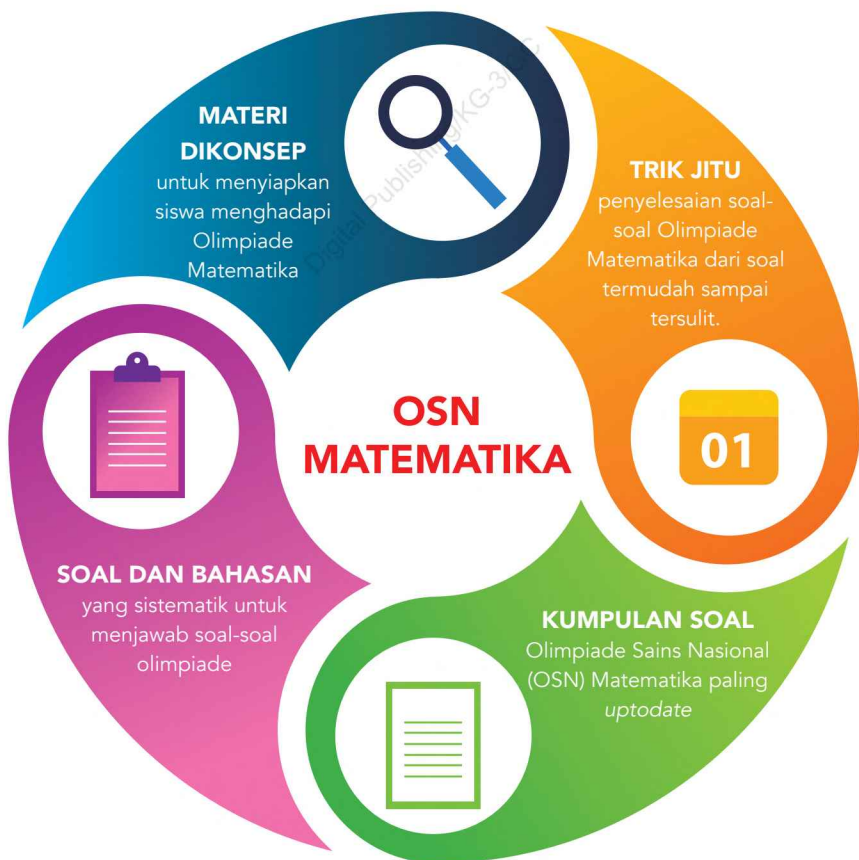 MATERI
DIKONSEP
untuk menyiapkan
siswa menghadapi
Olimpiade
Matematika
TRIK JITU
penyelesaian soal-
soal Olimpiade
Matematika dari soal
termudah sampai
tersulit.
01
OSN
MATEMATIKA
SOAL DAN BAHASAN
yang sistematik untuk
menjawab soal-soal
olimpiade
KUMPULAN SOAL
Olimpiade Sains Nasional
(OSN) Matematika paling
uptodate